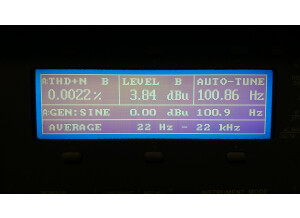 ATHD+N B LEVEL B AUTO-TUNE
0.0022% 3.84 dBu 100.86 Hz
A:GEN:SINE 0.00 dBu 100.9 Hz
AVERAGE 22 Hz - 22 kHz